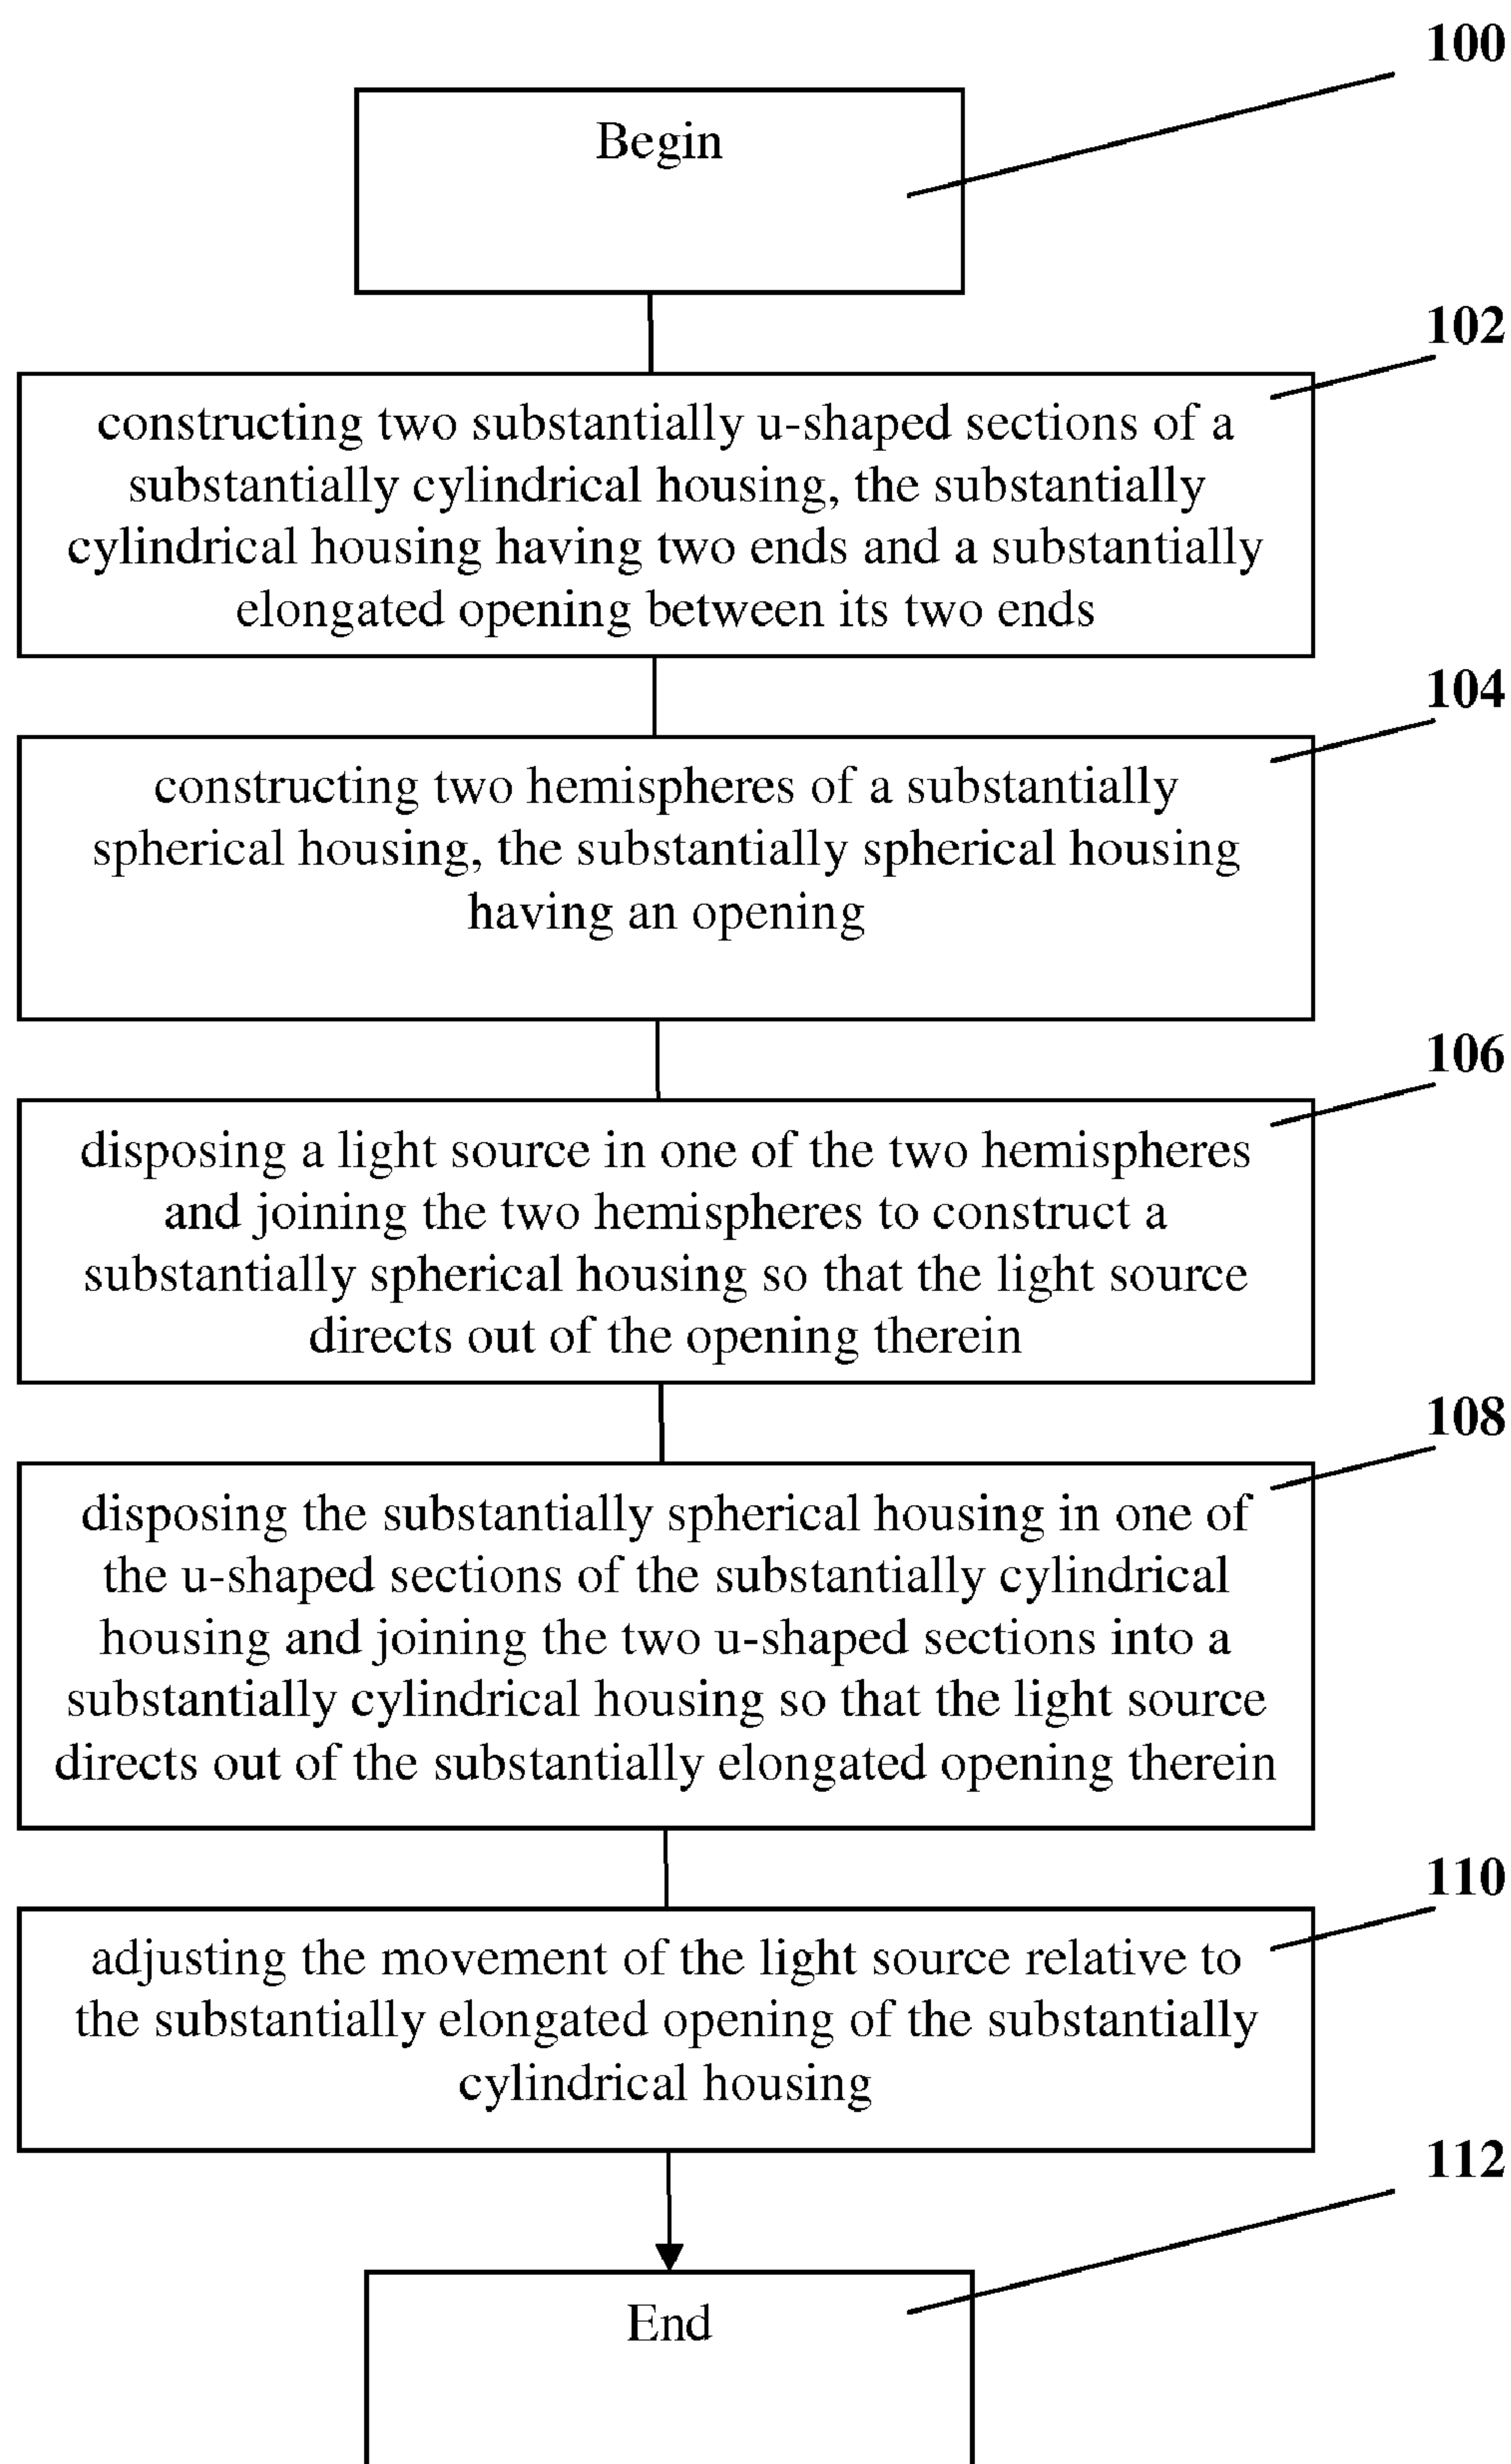 100
Begin
102
constructing two substantially u-shaped sections of a
substantially cylindrical housing, the substantially
cylindrical housing having two ends and a substantially
elongated opening between its two ends
104
constructing two hemispheres of a substantially
spherical housing, the substantially spherical housing
having an opening
106
disposing a light source in one of the two hemispheres
and joining the two hemispheres to construct a
substantially spherical housing so that the light source
directs out of the opening therein
108
disposing the substantially spherical housing in one of
the u-shaped sections of the substantially cylindrical
housing and joining the two u-shaped sections into a
substantially cylindrical housing so that the light source
directs out of the substantially elongated opening therein
110
adjusting the movement of the light source relative to
the substantially elongated opening of the substantially
cylindrical housing
112
End